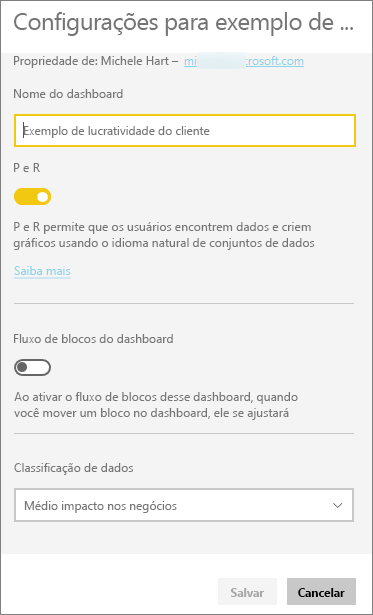 Configurações para exemplo de ...
Propriedade de: Michele Hart – mi crosoft.com
Nome do dashboard
Exemplo de lucratividade do cliente
P e R
P e R permite que os usuários encontrem dados e criem
gráficos usando o idioma natural de conjuntos de dados
Saiba mais
Fluxo de blocos do dashboard
Ao ativar o fluxo de blocos desse dashboard, quando
você mover um bloco no dashboard, ele se ajustará
Classificação de dados
Médio impacto nos negócios
Salvar
Cancelar